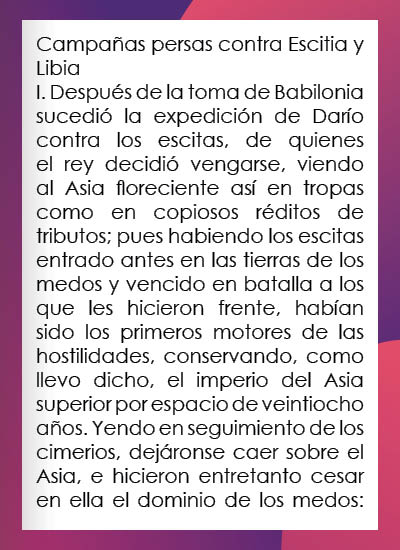 Campañas persas contra Escitia y
Libia
I. Después de la toma de Babilonia
sucedió la expedición de Darío
contra los escitas, de quienes
el rey decidió vengarse, viendo
al Asia floreciente así en tropas
como en copiosos réditos de
tributos; pues habiendo los escitas
entrado antes en las tierras de los
medos y vencido en batalla a los
que les hicieron frente, habían
sido los primeros motores de las
hostilidades, conservando, como
llevo dicho, el imperio del Asia
superior por espacio de veintiocho
años. Yendo en seguimiento de los
cimerios, dejáronse caer sobre el
Asia, e hicieron entretanto cesar
en ella el dominio de los medos: